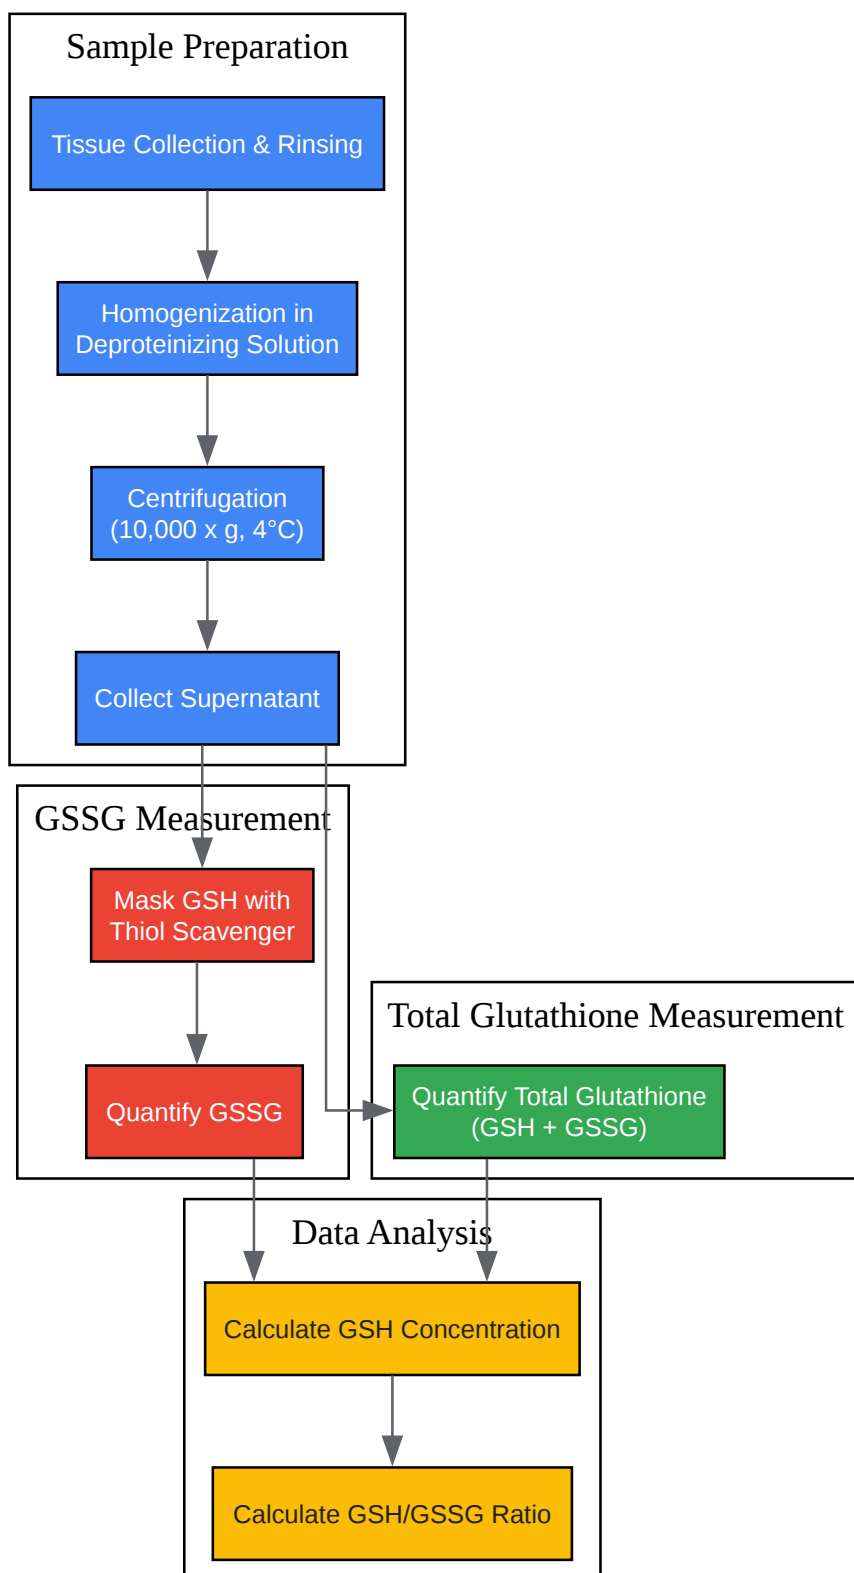 Sample Preparation
Tissue Collection & Rinsing
Homogenization in
Deproteinizing Solution
Centrifugation
(10,000 x g, 4°C)
Collect Supernatant
GSSG Measurement
Mask GSH with
Thiol Scavenger
Quantify GSSG
Total Glutathione Measurement
Quantify Total Glutathione
(GSH + GSSG)
Data Analysis
Calculate GSH Concentration
Calculate GSH/GSSG Ratio